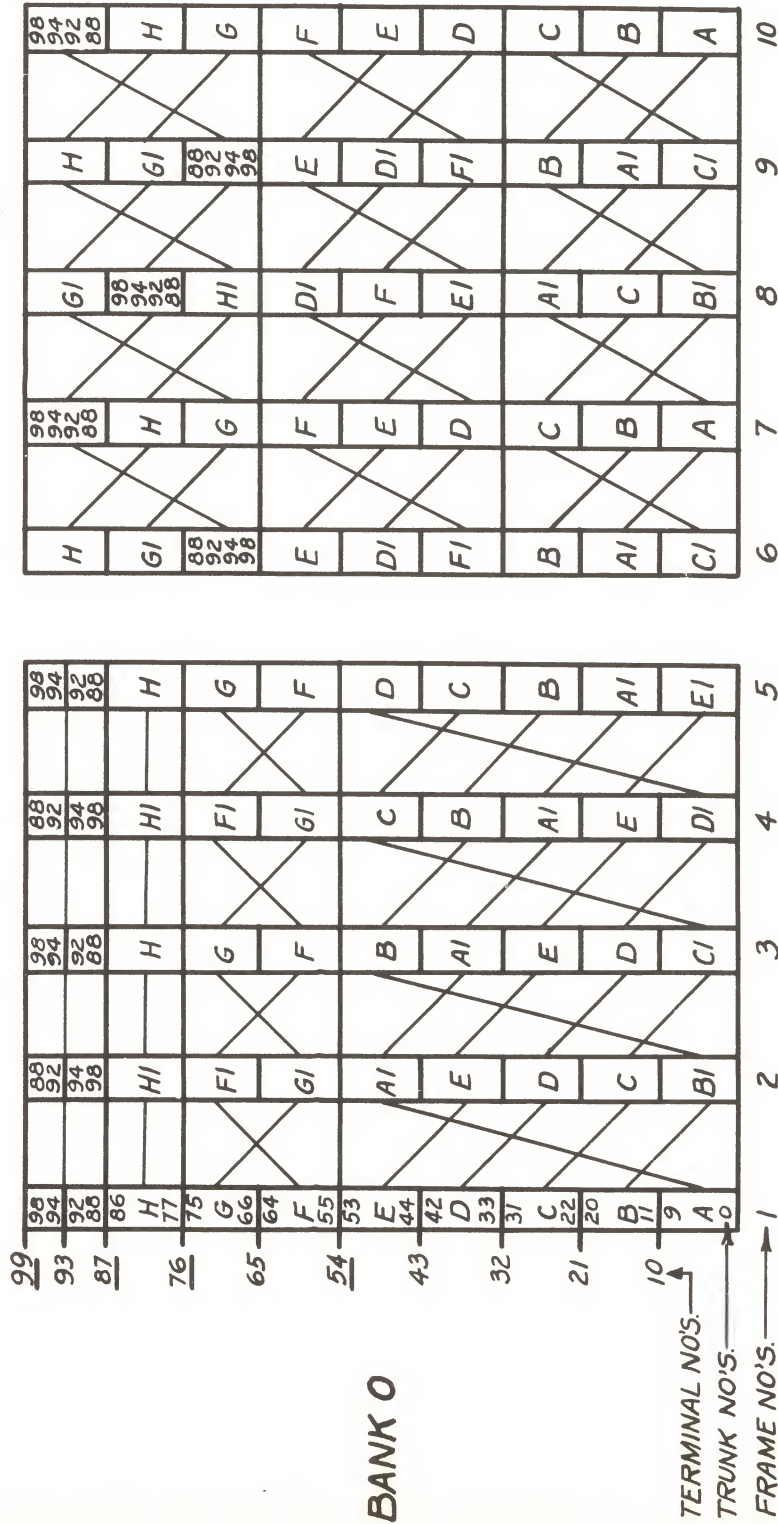 BANK 0
99
93
87
76
65
54
43
32
21
10
TERMINAL NO'S.
TRUNK NO'S.
FRAME NO'S.
98
94
92
88
86
H
77
75
G
66
64
F
55
53
E
44
42
D
33
31
C
22
20
B
11
9
A
0
1
88
92
94
98
H1
F1
G1
A1
E
D
C
B1
2
98
94
92
88
H
G
F
B
A1
E
D
C1
3
88
92
94
98
H1
F1
G1
C
B
A1
E
D1
4
98
94
92
88
H
G
F
D
C
B
A1
E1
5
H
G1
88
92
94
98
E
D1
F1
B
A1
C1
6
98
94
92
88
H
G
F
E
D
C
B
A
7
G1
98
94
92
88
H1
D1
F
E1
A1
C
B1
8
H
G1
88
92
94
98
E
D1
F1
B
A1
C1
9
98
94
92
88
H
G
F
E
D
C
B
A
10